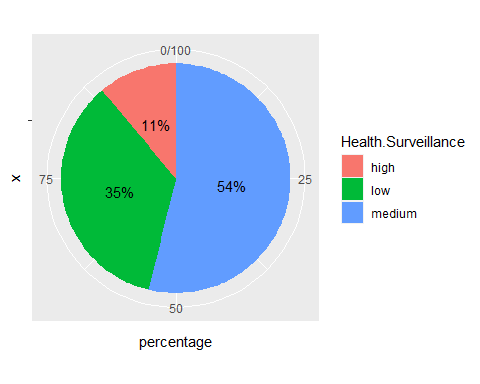 0/100
11%
Health.Surveillance
high
low
medium
x
75
35%
54%
25
50
percentage